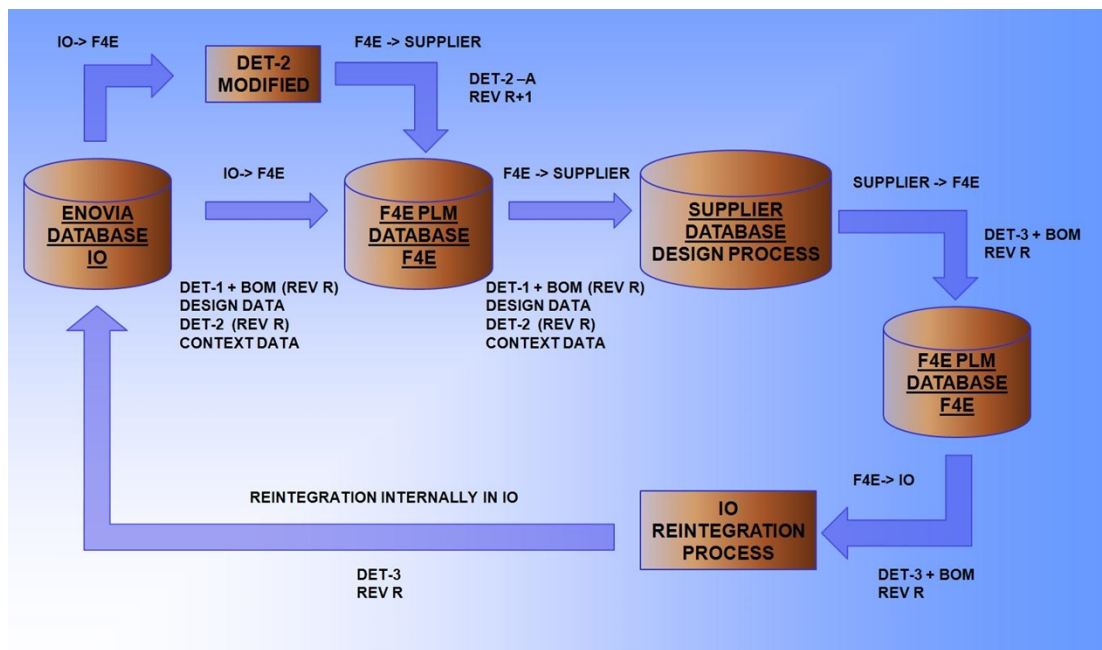 IO-> F4E
F4E -> SUPPLIER
DET-2
MODIFIED
DET-2 –A
REV R+1
ENOVIA
DATABASE
IO
IO-> F4E
F4E PLM
DATABASE
F4E
F4E -> SUPPLIER
SUPPLIER
DATABASE
DESIGN PROCESS
SUPPLIER -> F4E
DET-3 + BOM
REV R
DET-1 + BOM (REV R)
DESIGN DATA
DET-2 (REV R)
CONTEXT DATA
DET-1 + BOM (REV R)
DESIGN DATA
DET-2 (REV R)
CONTEXT DATA
F4E PLM
DATABASE
F4E
F4E-> IO
REINTEGRATION INTERNALLY IN IO
IO
REINTEGRATION
PROCESS
DET-3
REV R
DET-3 + BOM
REV R